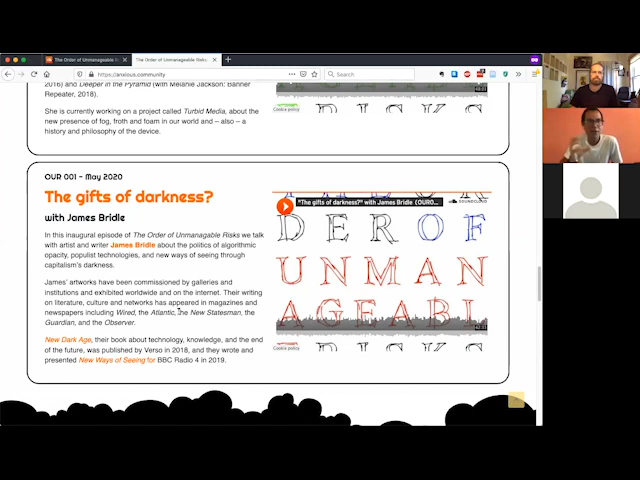 The Order of Unmanageable R
The Order of Unmanageable Risks
https://anxious.community
Search
2016) and Deeper in the Pyramid (with Melanie Jackson: Banner
Repeater, 2018).
She is currently working on a project called Turbid Media, about the
new presence of fog, froth and foam in our world and – also – a
history and philosophy of the device.
Cookie policy
OUR 001 – May 2020
The gifts of darkness?
with James Bridle
In this inaugural episode of The Order of Unmanageable Risks we talk
with artist and writer James Bridle about the politics of algorithmic
opacity, populist technologies, and new ways of seeing through
capitalism's darkness.
James' artworks have been commissioned by galleries and
institutions and exhibited worldwide and on the internet. Their writing
on literature, culture and networks has appeared in magazines and
newspapers including Wired, the Atlantic, the New Statesman, the
Guardian, and the Observer.
New Dark Age, their book about technology, knowledge, and the end
of the future, was published by Verso in 2018, and they wrote and
presented New Ways of Seeing for BBC Radio 4 in 2019.
"The gifts of darkness?" with James Bridle (OUR0...
SOUNDCLOUD
DER OF
UNMAN
AGEABL
Cookie policy